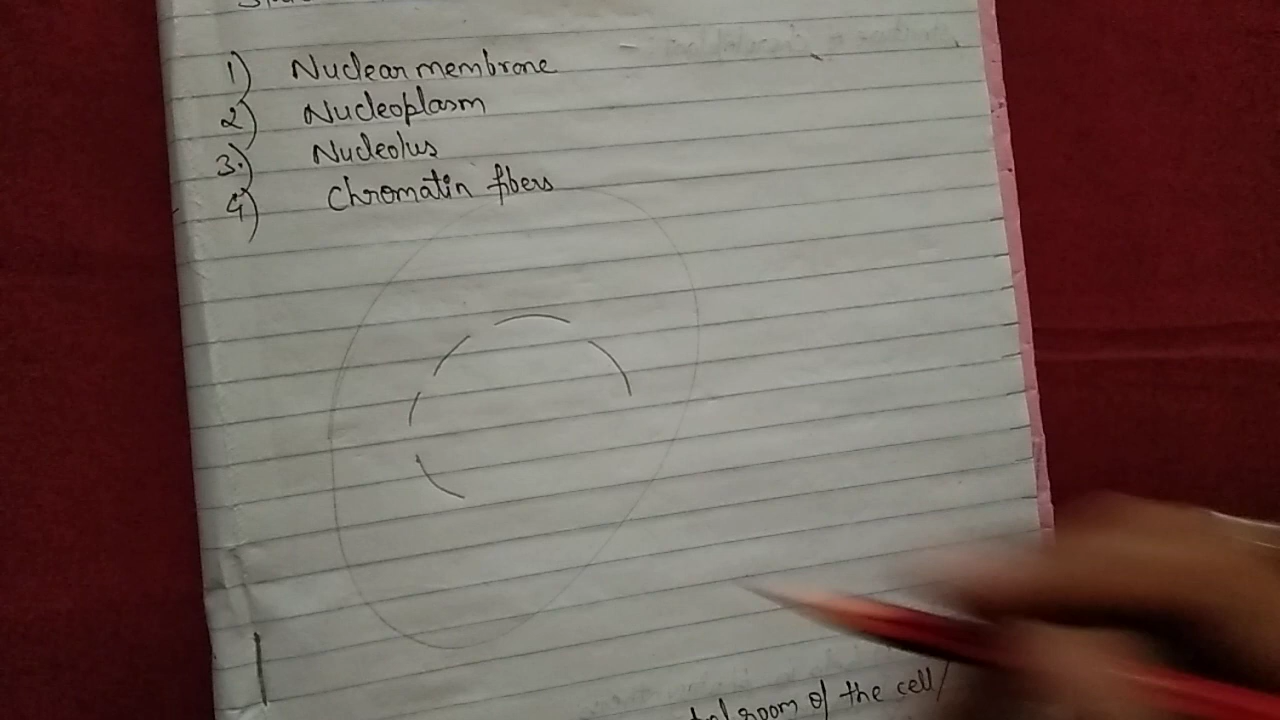 1) Nuclear membrane
2) Nucleoplasm
3.) Nucleolus
4) Chromatin fibers
room of the cell/